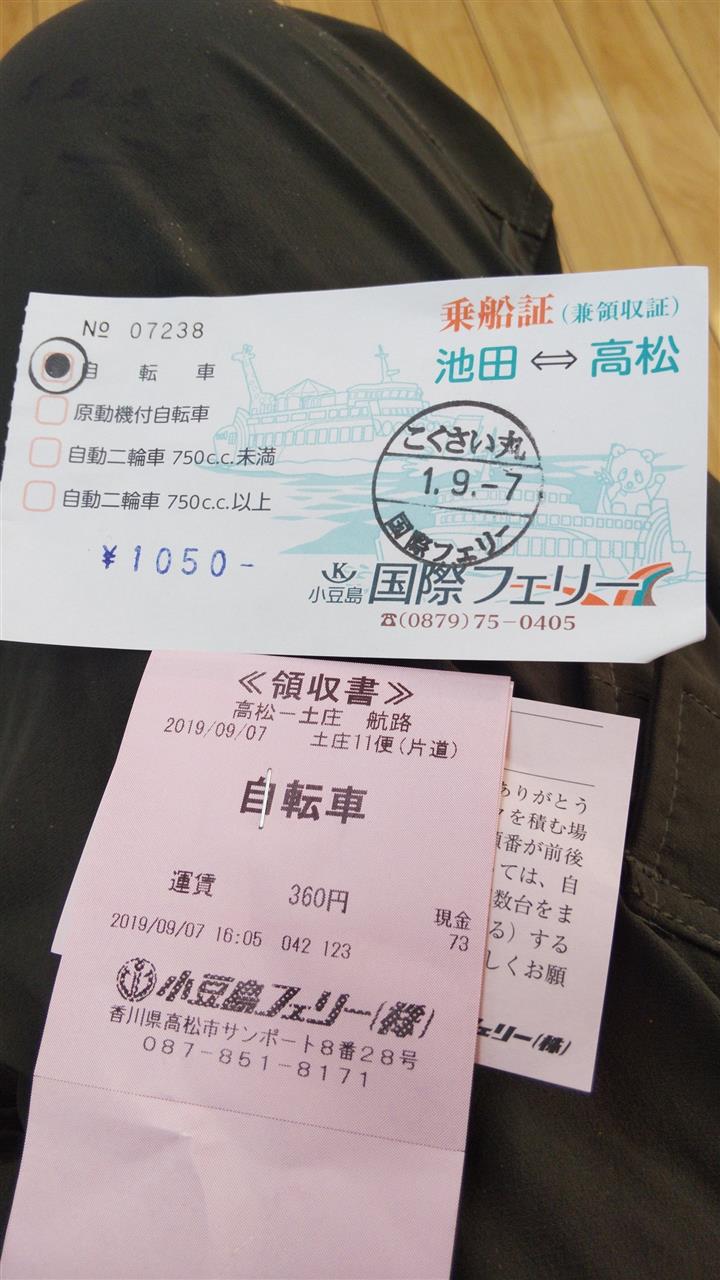 № 07238
乗船証(兼領収証)
池田 ⇔ 高松
自転車
原動機付自転車
自動二輪車 750c.c.未満
自動二輪車 750c.c.以上
こくさい丸
1.9.-7
国際フェリー
¥1050-
K
小豆島 国際フェリー
☎(0879)75-0405
≪領収書≫
高松ー土庄 航路
2019/09/07 土庄11便(片道)
自転車
運賃 360円
現金
2019/09/07 16:05 042 123 73
小豆島フェリー(株)
香川県高松市サンポート8番28号
087-851-8171
ありがとう
を積む場
番が前後
ては、自
数台をま
る)する
しくお願
フェリー(株)